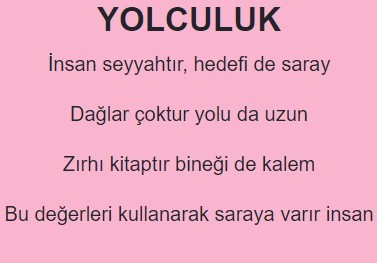 YOLCULUK
İnsan seyyahtır, hedefi de saray
Dağlar çoktur yolu da uzun
Zırhı kitaptır bineği de kalem
Bu değerleri kullanarak saraya varır insan